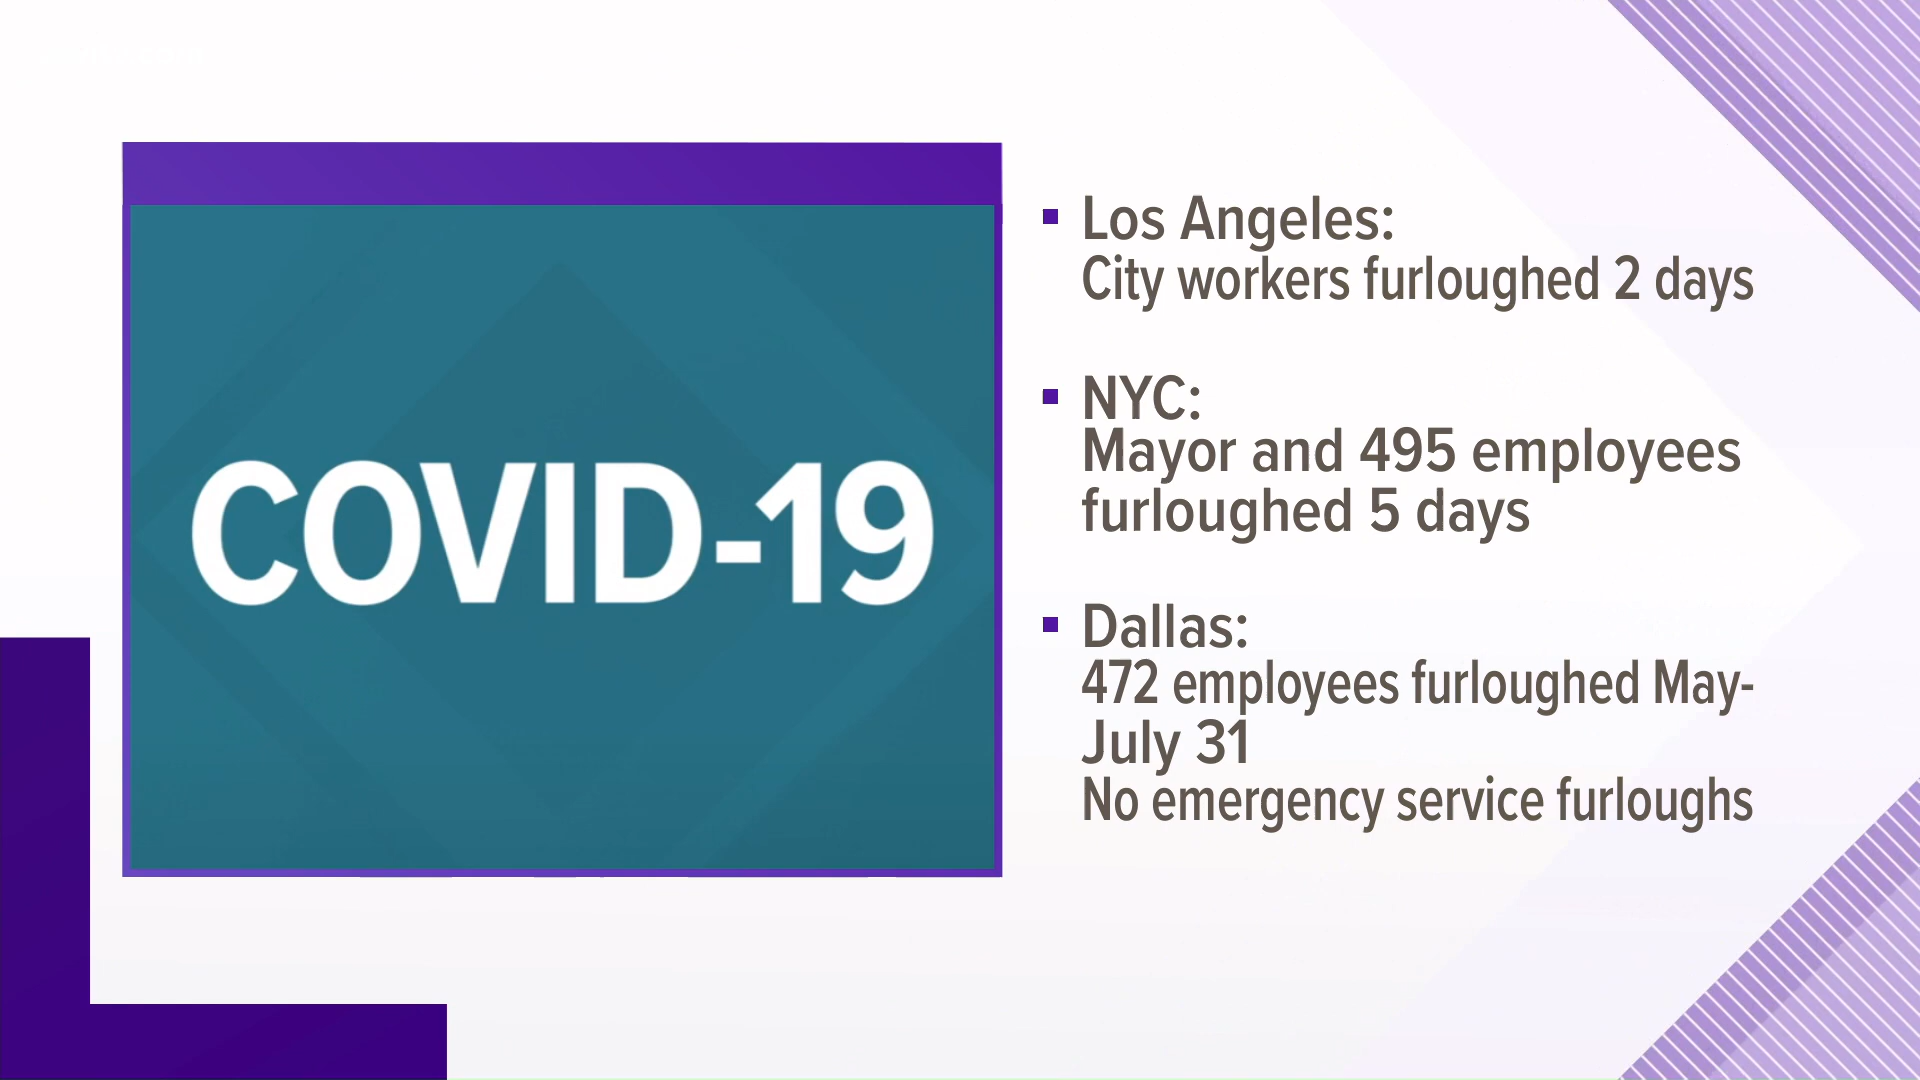 COVID-19
Los Angeles:
City workers furloughed 2 days
NYC:
Mayor and 495 employees
furloughed 5 days
Dallas:
472 employees furloughed May-
July 31
No emergency service furloughs